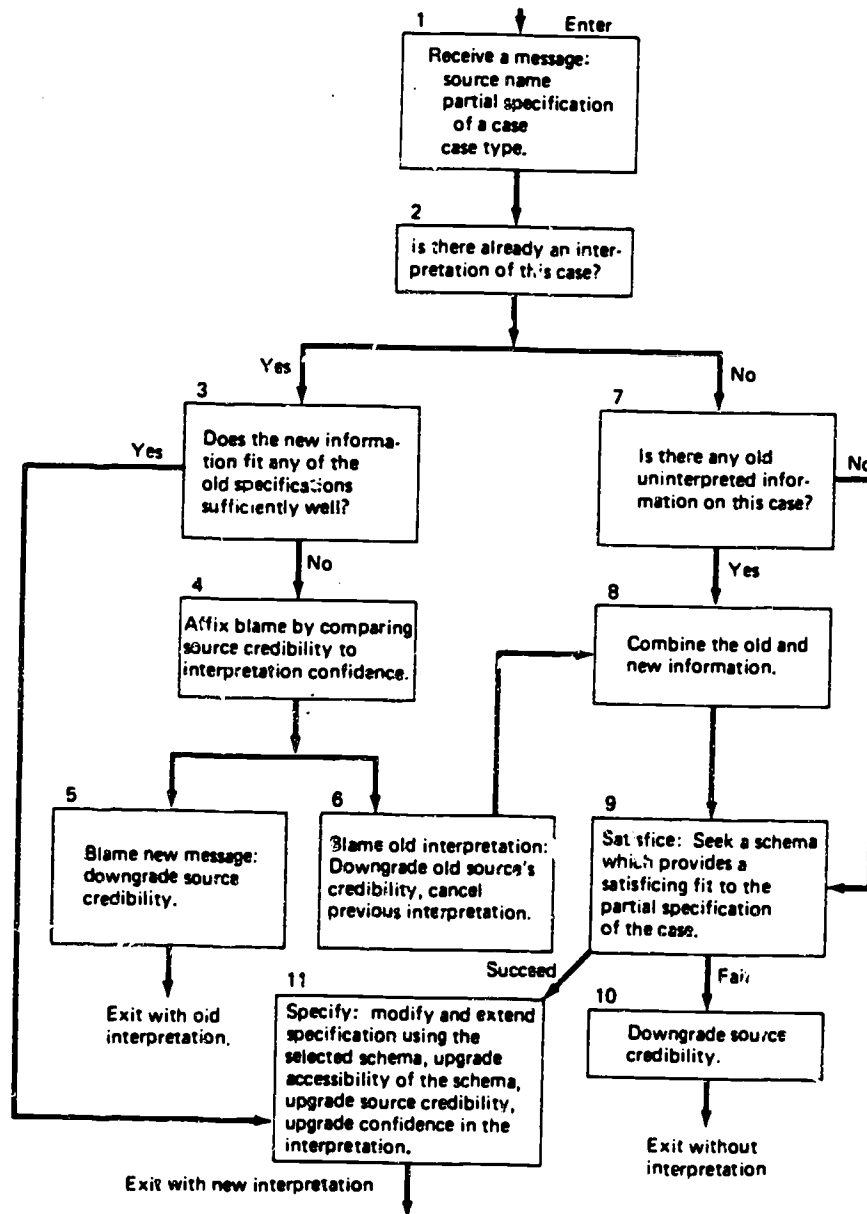 1
Enter
Receive a message:
source name
partial specification
of a case
case type.
2
Is there already an inter-
pretation of this case?
Yes
No
3
Does the new informa-
tion fit any of the
old specifications
sufficiently well?
Yes
No
4
Affix blame by comparing
source credibility to
interpretation confidence.
5
Blame new message:
downgrade source
credibility.
Exit with old
interpretation.
6
Blame old interpretation:
Downgrade old source's
credibility, cancel
previous interpretation.
7
Is there any old
uninterpreted infor-
mation on this case?
No
Yes
8
Combine the old and
new information.
9
Satisfice: Seek a schema
which provides a
satisficing fit to the
partial specification
of the case.
Succeed
Fail
10
Downgrade source
credibility.
Exit without
interpretation
11
Specify: modify and extend
specification using the
selected schema, upgrade
accessibility of the schema,
upgrade source credibility,
upgrade confidence in the
interpretation.
Exit with new interpretation